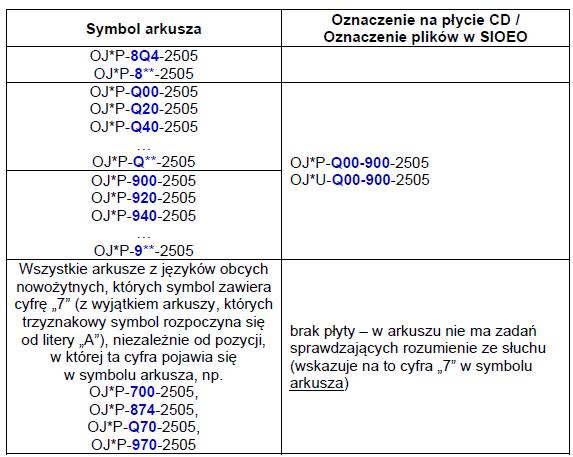 Symbol arkusza
Oznaczenie na płycie CD /
Oznaczenie plików w SIOEO
OJ*P-8Q4-2505
OJ*P-8**-2505
OJ*P-Q00-2505
OJ*P-Q20-2505
OJ*P-Q40-2505
…
OJ*P-Q**-2505
OJ*P-Q00-900-2505
OJ*U-Q00-900-2505
OJ*P-900-2505
OJ*P-920-2505
OJ*P-940-2505
…
OJ*P-9**-2505
Wszystkie arkusze z języków obcych
nowożytnych, których symbol zawiera
cyfrę „7” (z wyjątkiem arkuszy, których
trzyznakowy symbol rozpoczyna się
od litery „A”), niezależnie od pozycji,
w której ta cyfra pojawia się
w symbolu arkusza, np.
OJ*P-700-2505,
OJ*P-874-2505,
OJ*P-Q70-2505,
OJ*P-970-2505
brak płyty – w arkuszu nie ma zadań
sprawdzających rozumienie ze słuchu
(wskazuje na to cyfra „7” w symbolu
arkusza)